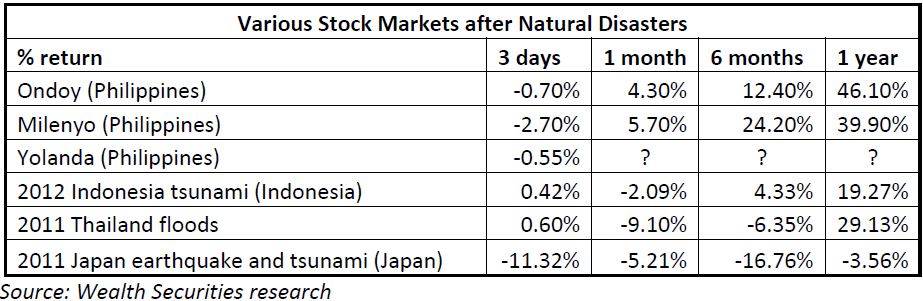 Various Stock Markets after Natural Disasters
% return 3 days 1 month 6 months 1 year
Ondoy (Philippines) -0.70% 4.30% 12.40% 46.10%
Milenyo (Philippines) -2.70% 5.70% 24.20% 39.90%
Yolanda (Philippines) -0.55% ? ? ?
2012 Indonesia tsunami (Indonesia) 0.42% -2.09% 4.33% 19.27%
2011 Thailand floods 0.60% -9.10% -6.35% 29.13%
2011 Japan earthquake and tsunami (Japan) -11.32% -5.21% -16.76% -3.56%
Source: Wealth Securities research